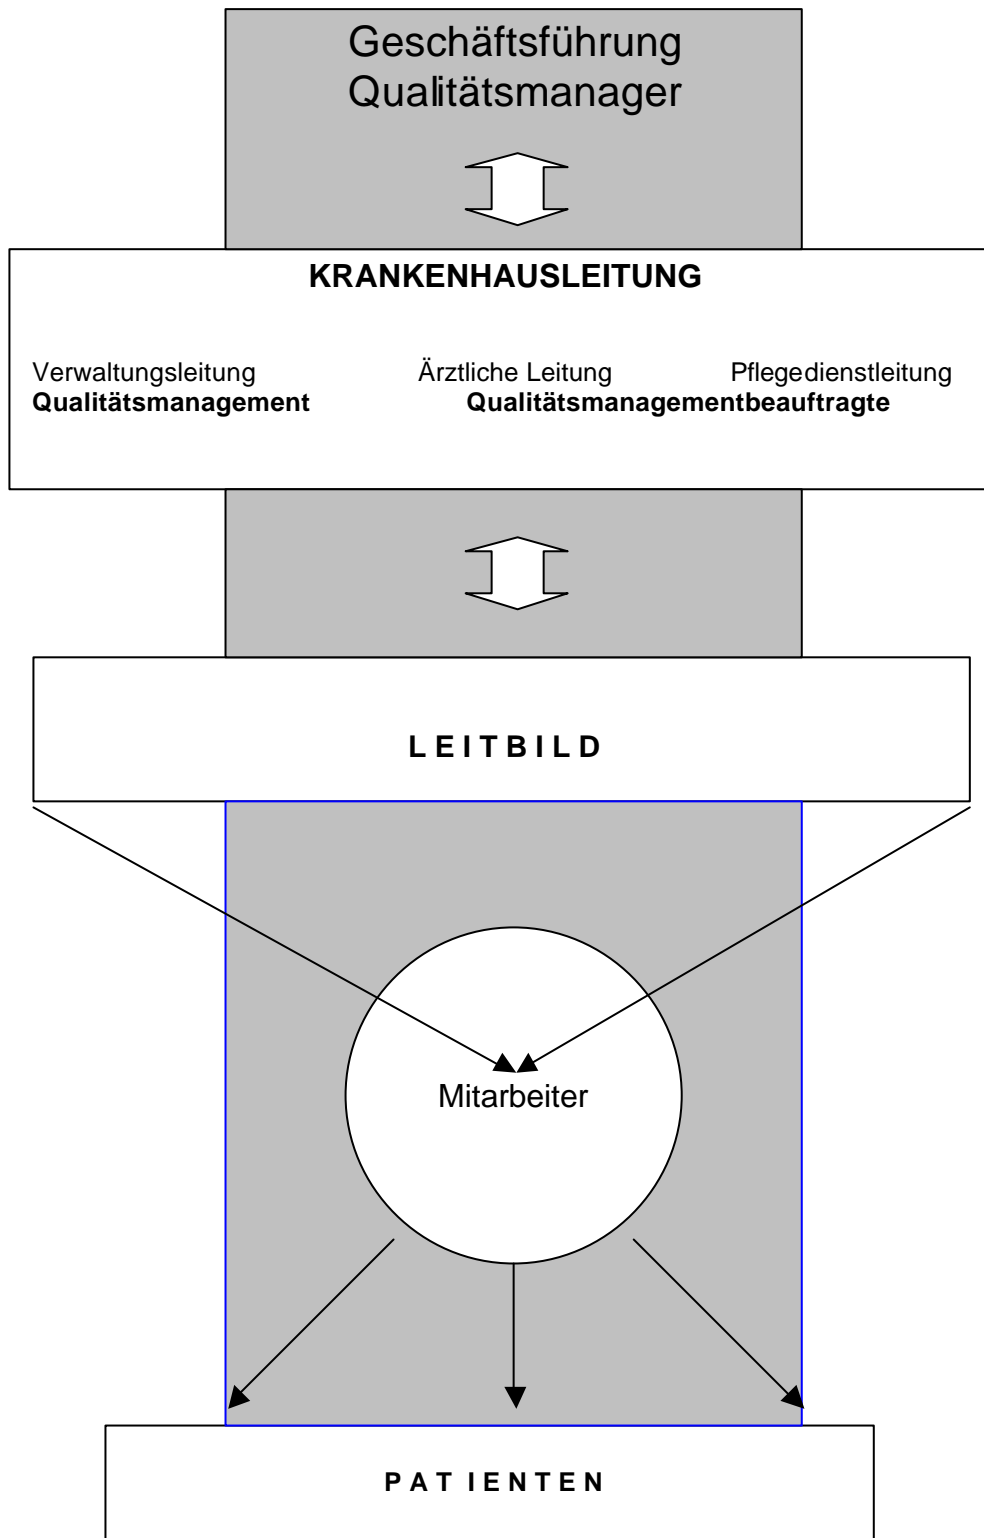 Geschäftsführung
Qualitätsmanager
KRANKENHAUSLEITUNG
Verwaltungsleitung Ärztliche Leitung Pflegedienstleitung
Qualitätsmanagement Qualitätsmanagementbeauftragte
L E I T B I L D
Mitarbeiter
P A T I E N T E N